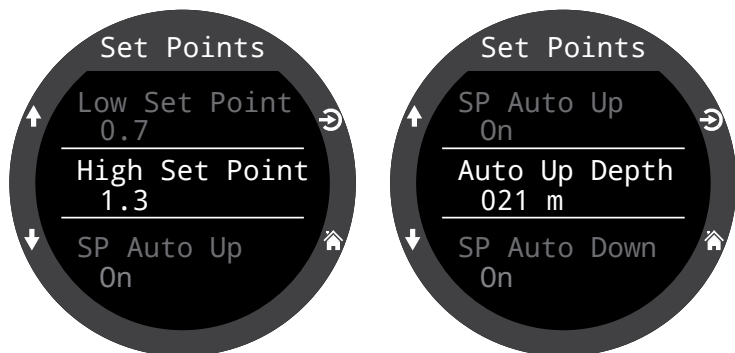 Set Points
Low Set Point
0.7
High Set Point
1.3
SP Auto Up
On
Set Points
SP Auto Up
On
Auto Up Depth
021 m
SP Auto Down
On